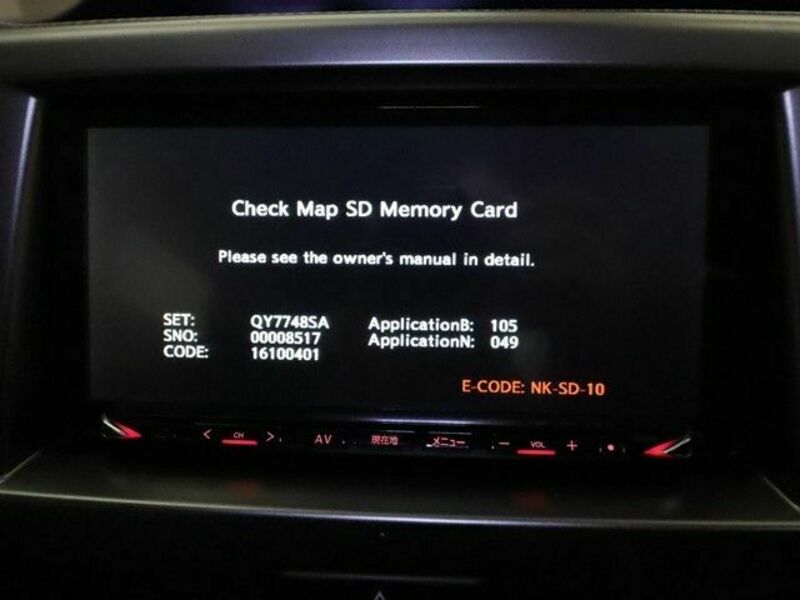 Check Map SD Memory Card
Please see the owner's manual in detail.
SET: QY7748SA ApplicationB: 105
SNO: 00008517 ApplicationN: 049
CODE: 16100401
E-CODE: NK-SD-10
< CH > AV 現在地 メニュー - VOL +